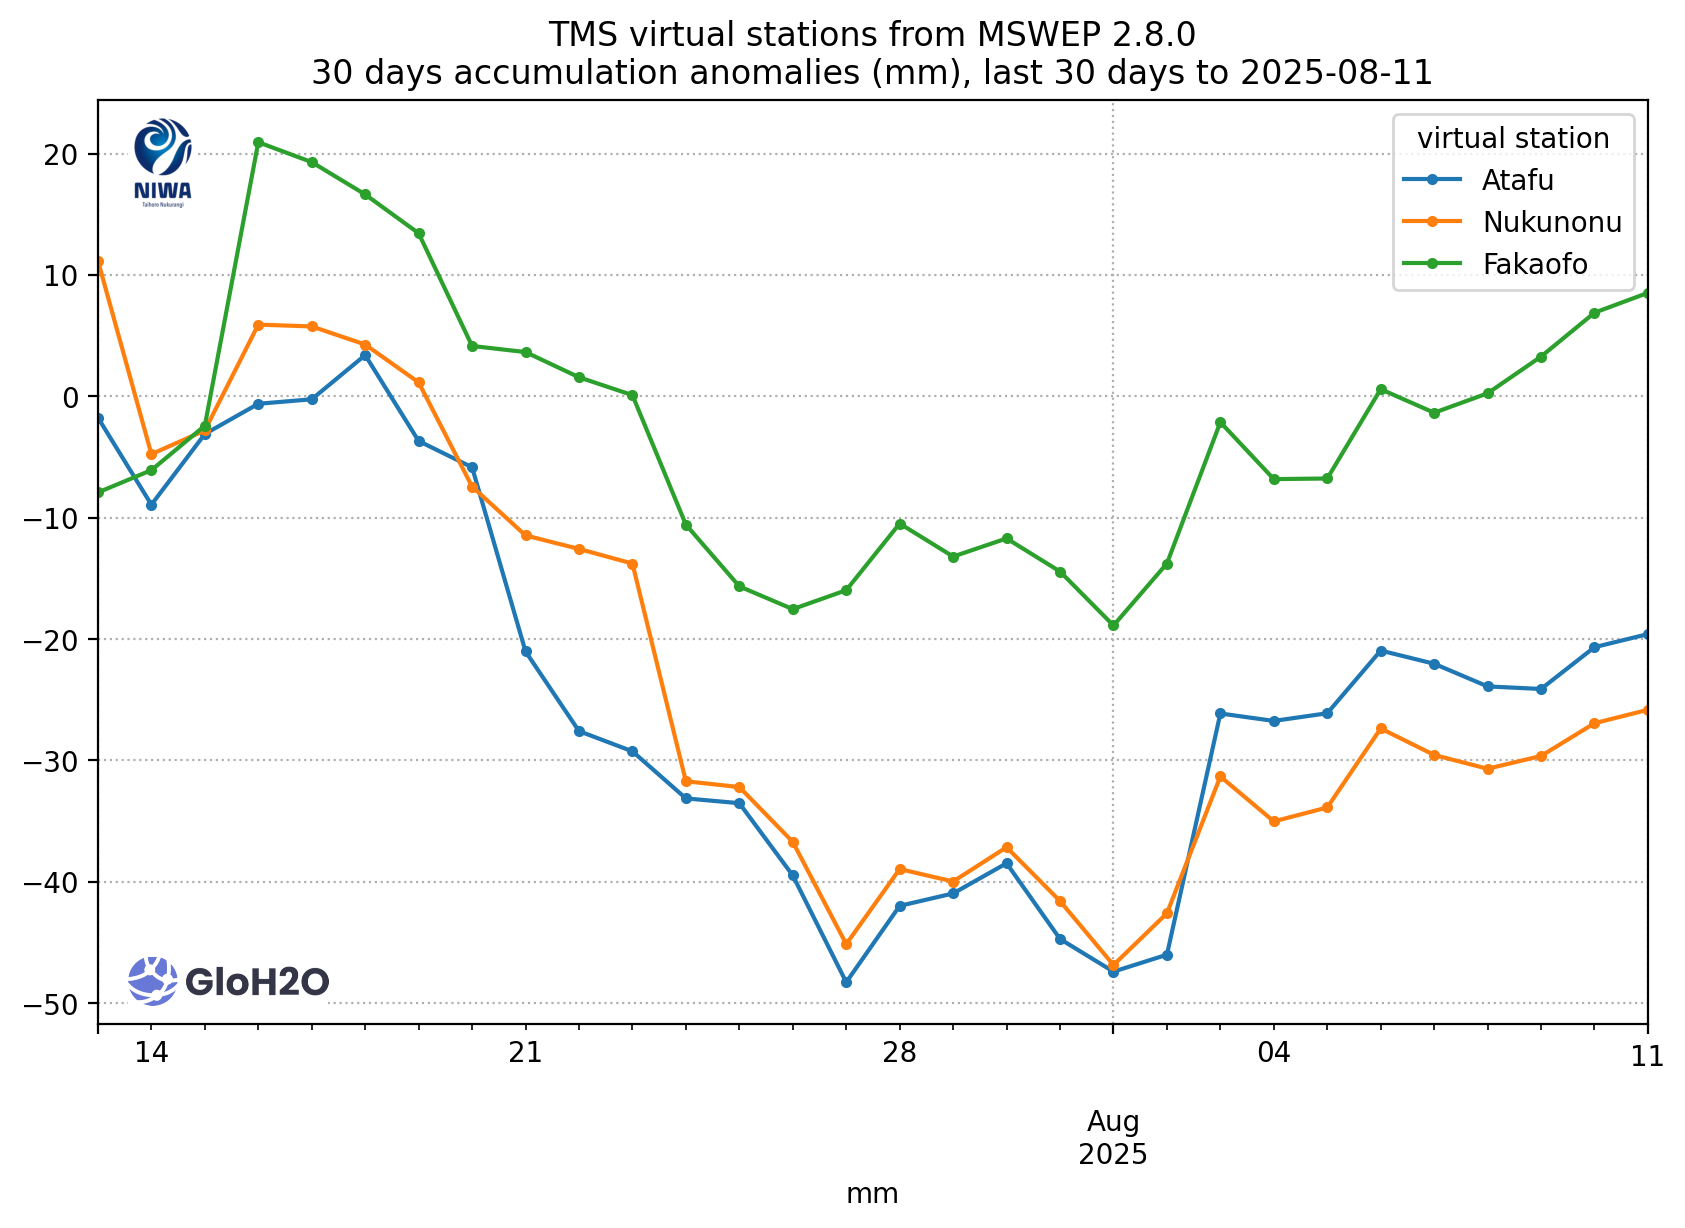 TMS virtual stations from MSWEP 2.8.0
30 days accumulation anomalies (mm), last 30 days to 2025-08-11
NIWA
Taihoro Nukurangi
virtual station
Atafu
Nukunonu
Fakaofo
20
10
0
−10
−20
−30
−40
−50
GloH2O
14 21 28 04 11
Aug
2025
mm